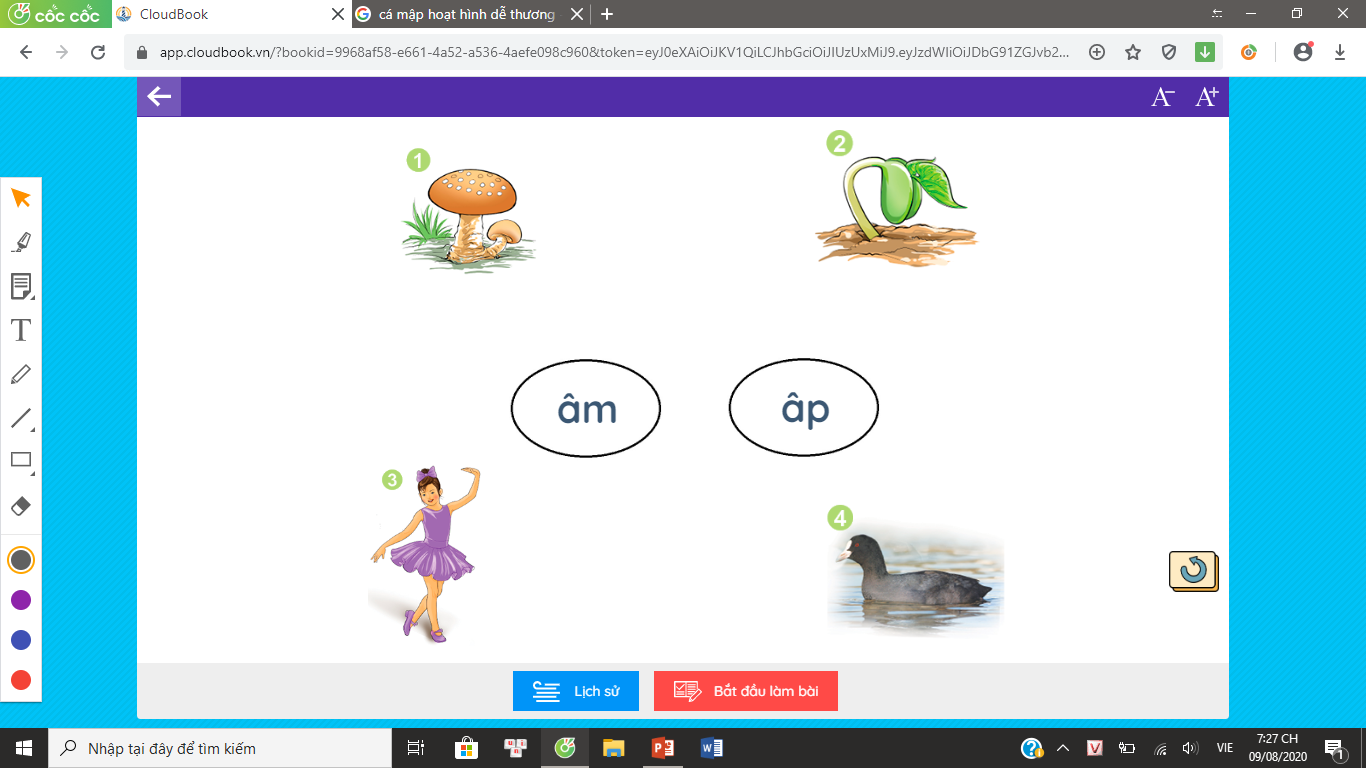 cốc cốc
CloudBook
cá mập hoạt hình dễ thương
app.cloudbook.vn/?bookid=9968af58-e661-4a52-a536-4aefe098c960&token=eyJ0eXAiOiJKV1QiLCJhbGciOiJIUzUxMiJ9.eyJzdWIiOiJDbG91ZGJvb2...
A- A+
1
2
âm
âp
3
4
T
Lịch sử
Bắt đầu làm bài
Nhập tại đây để tìm kiếm
VIE
7:27 CH
09/08/2020
1